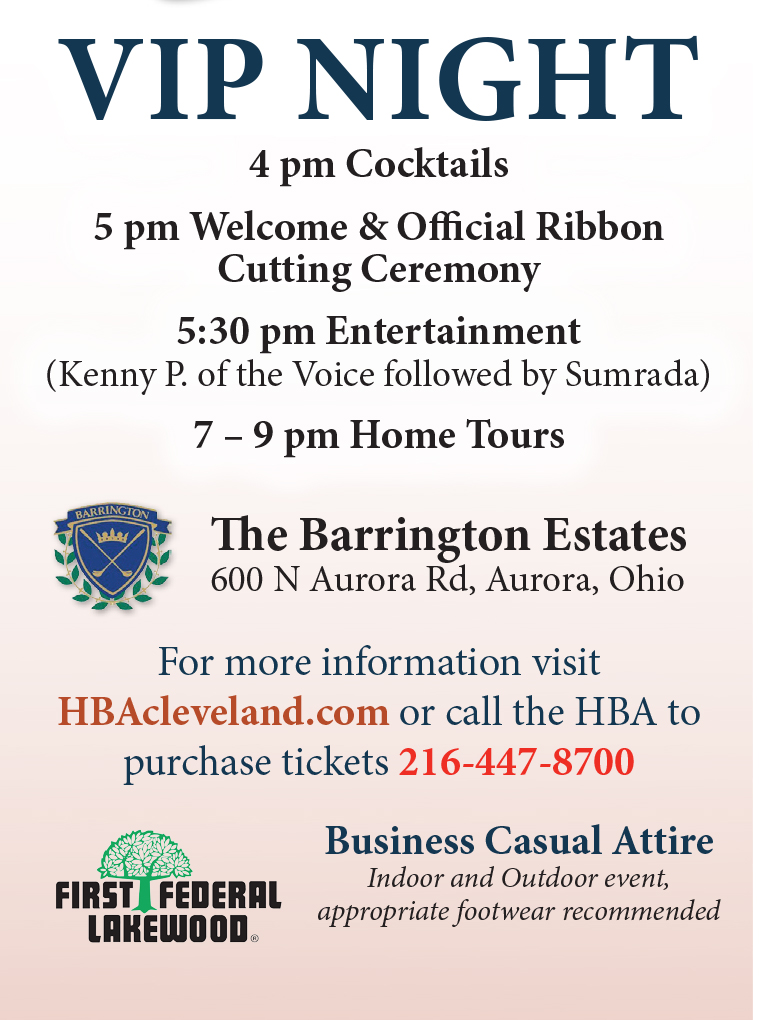 VIP NIGHT
4 pm Cocktails
5 pm Welcome & Official Ribbon
Cutting Ceremony
5:30 pm Entertainment
(Kenny P. of the Voice followed by Sumrada)
7 – 9 pm Home Tours
BARRINGTON
The Barrington Estates
600 N Aurora Rd, Aurora, Ohio
For more information visit
HBAcleveland.com or call the HBA to
purchase tickets 216-447-8700
FIRST FEDERAL
LAKEWOOD®
Business Casual Attire
Indoor and Outdoor event,
appropriate footwear recommended